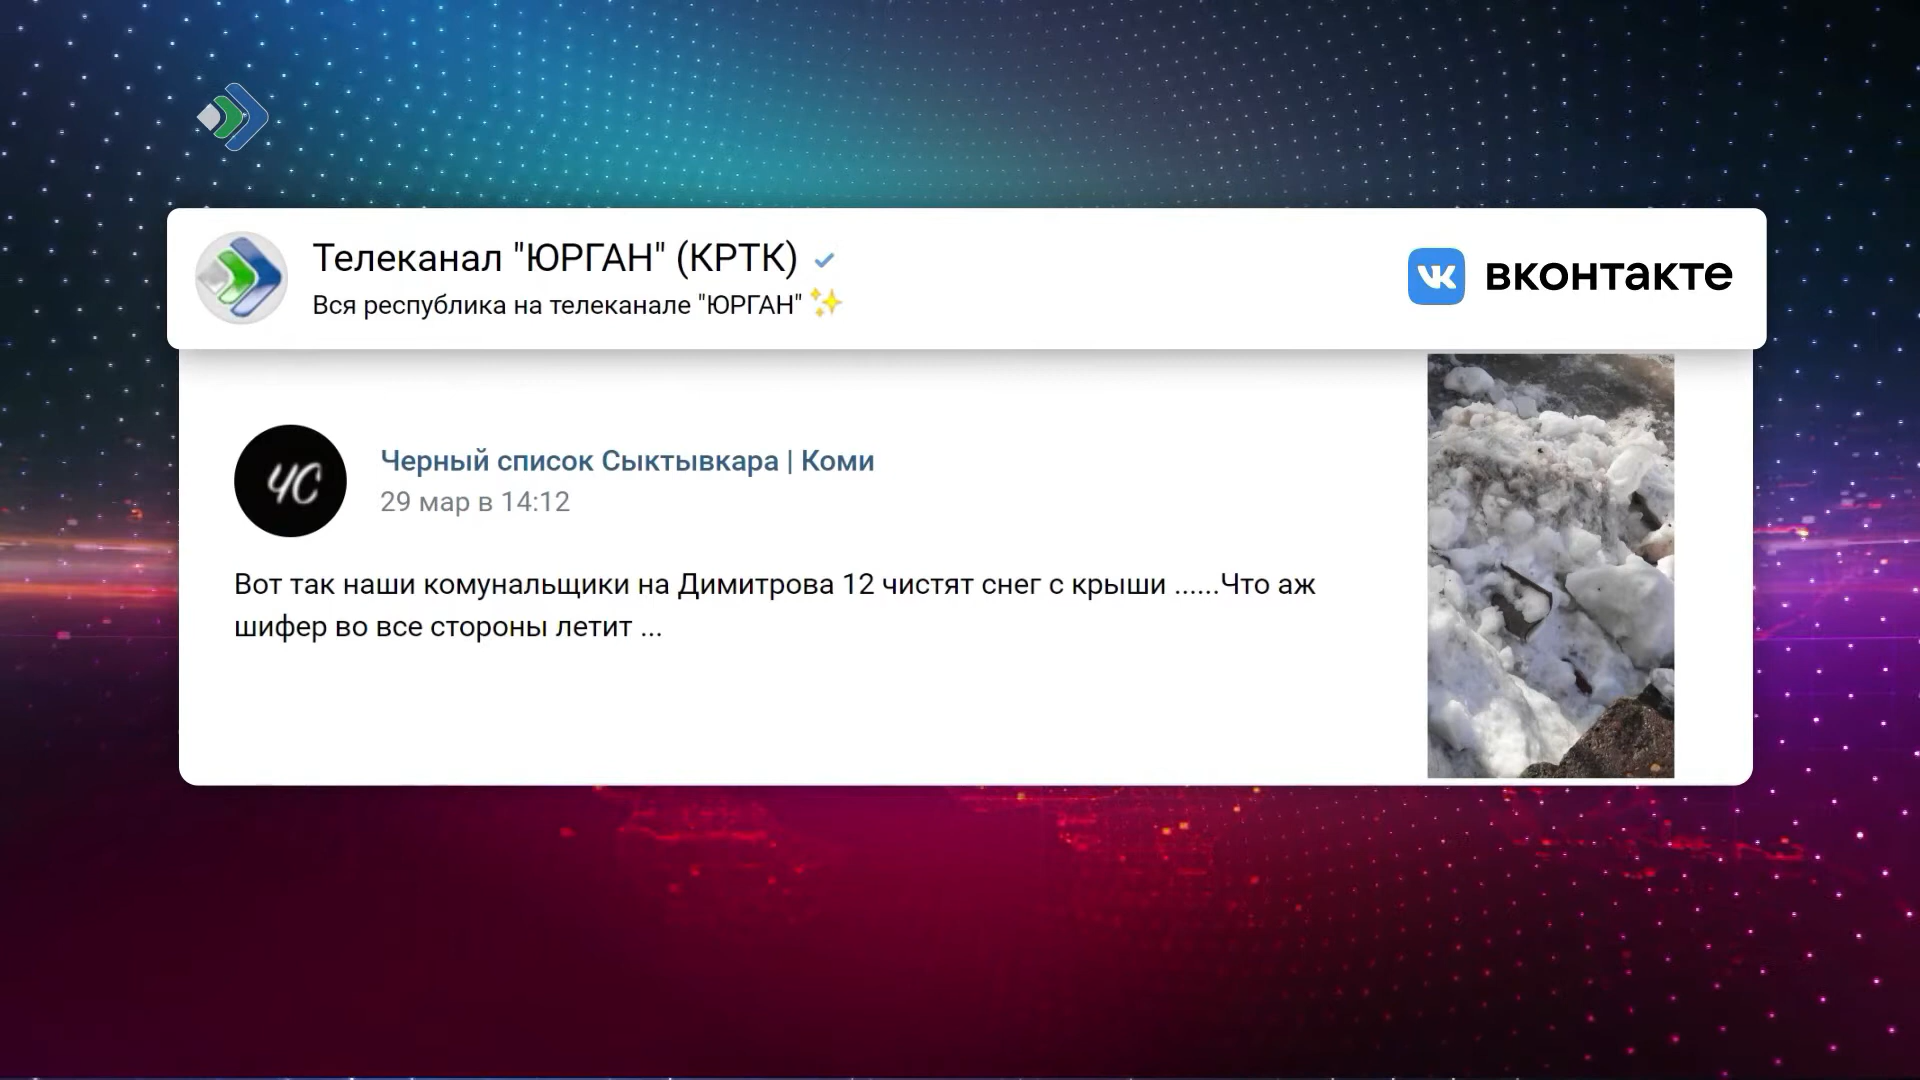 Телеканал "ЮРГАН" (КРТК)
Вся республика на телеканале "ЮРГАН"
вконтакте
ЧС
Черный список Сыктывкара | Коми
29 мар в 14:12
Вот так наши комунальщики на Димитрова 12 чистят снег с крыши ......Что аж
шифер во все стороны летит ...